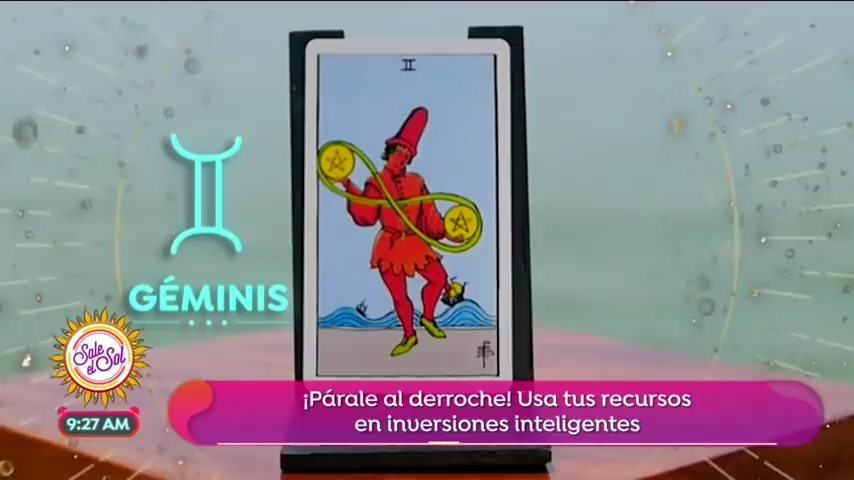 II
GÉMINIS
Sale
el Sol
9:27 AM
¡Párale al derroche! Usa tus recursos
en inversiones inteligentes